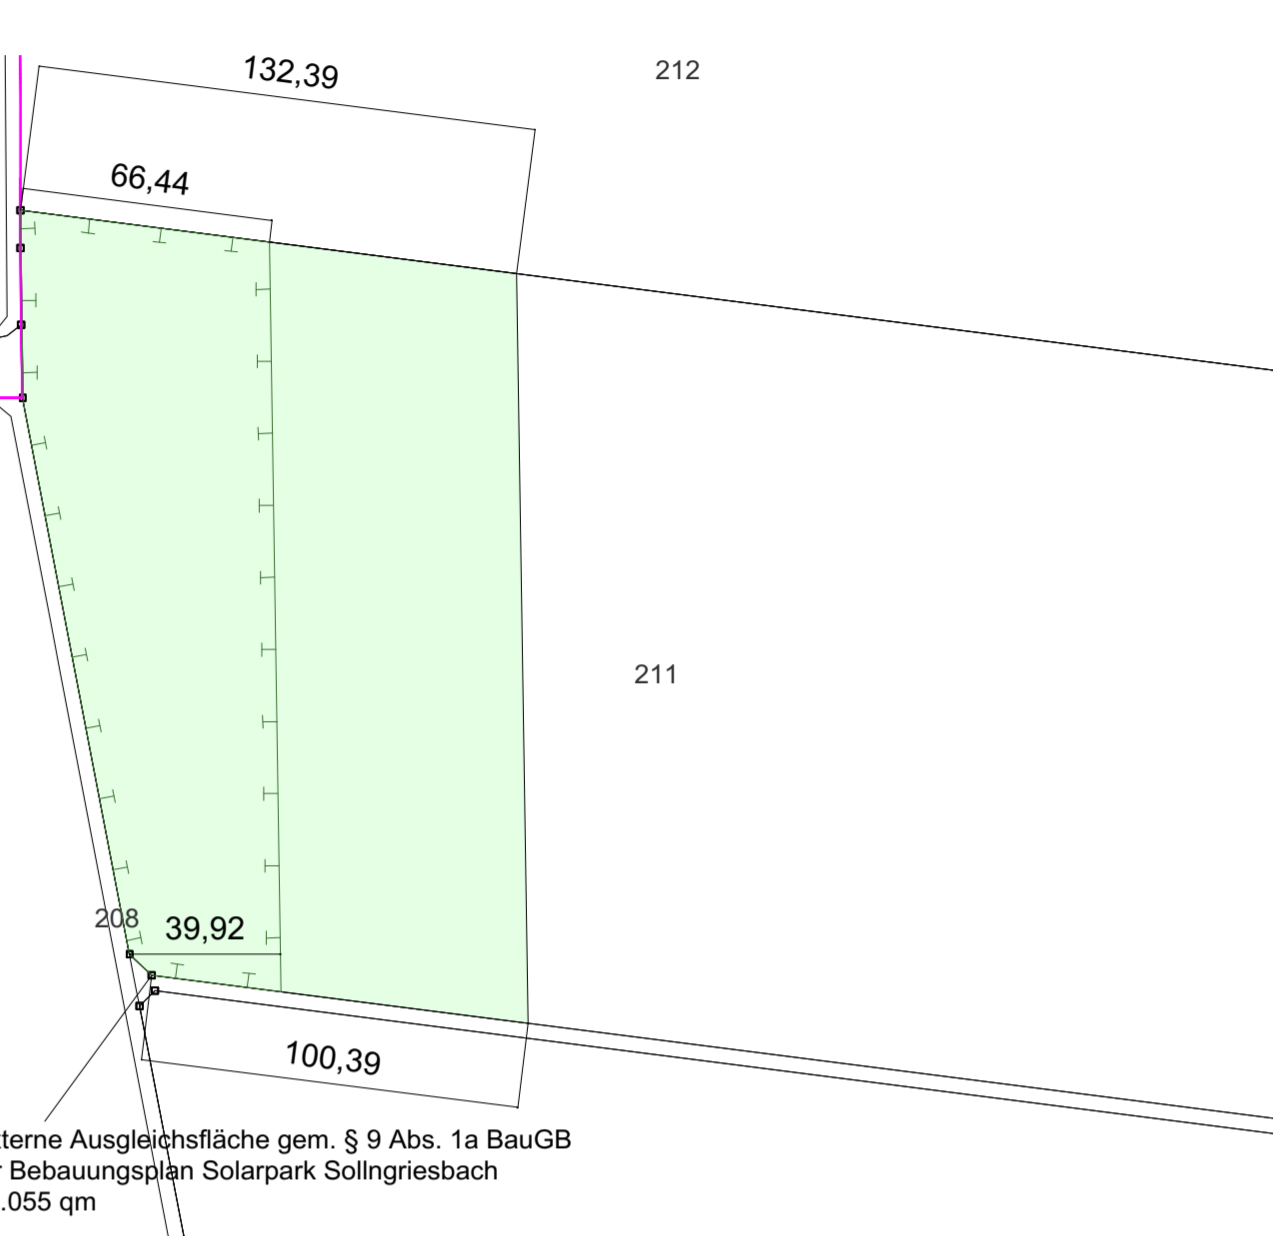 132,39
212
66,44
211
208
39,92
100,39
terne Ausgleichsfläche gem. § 9 Abs. 1a BauGB
r Bebauungsplan Solarpark Sollngriesbach
.055 qm